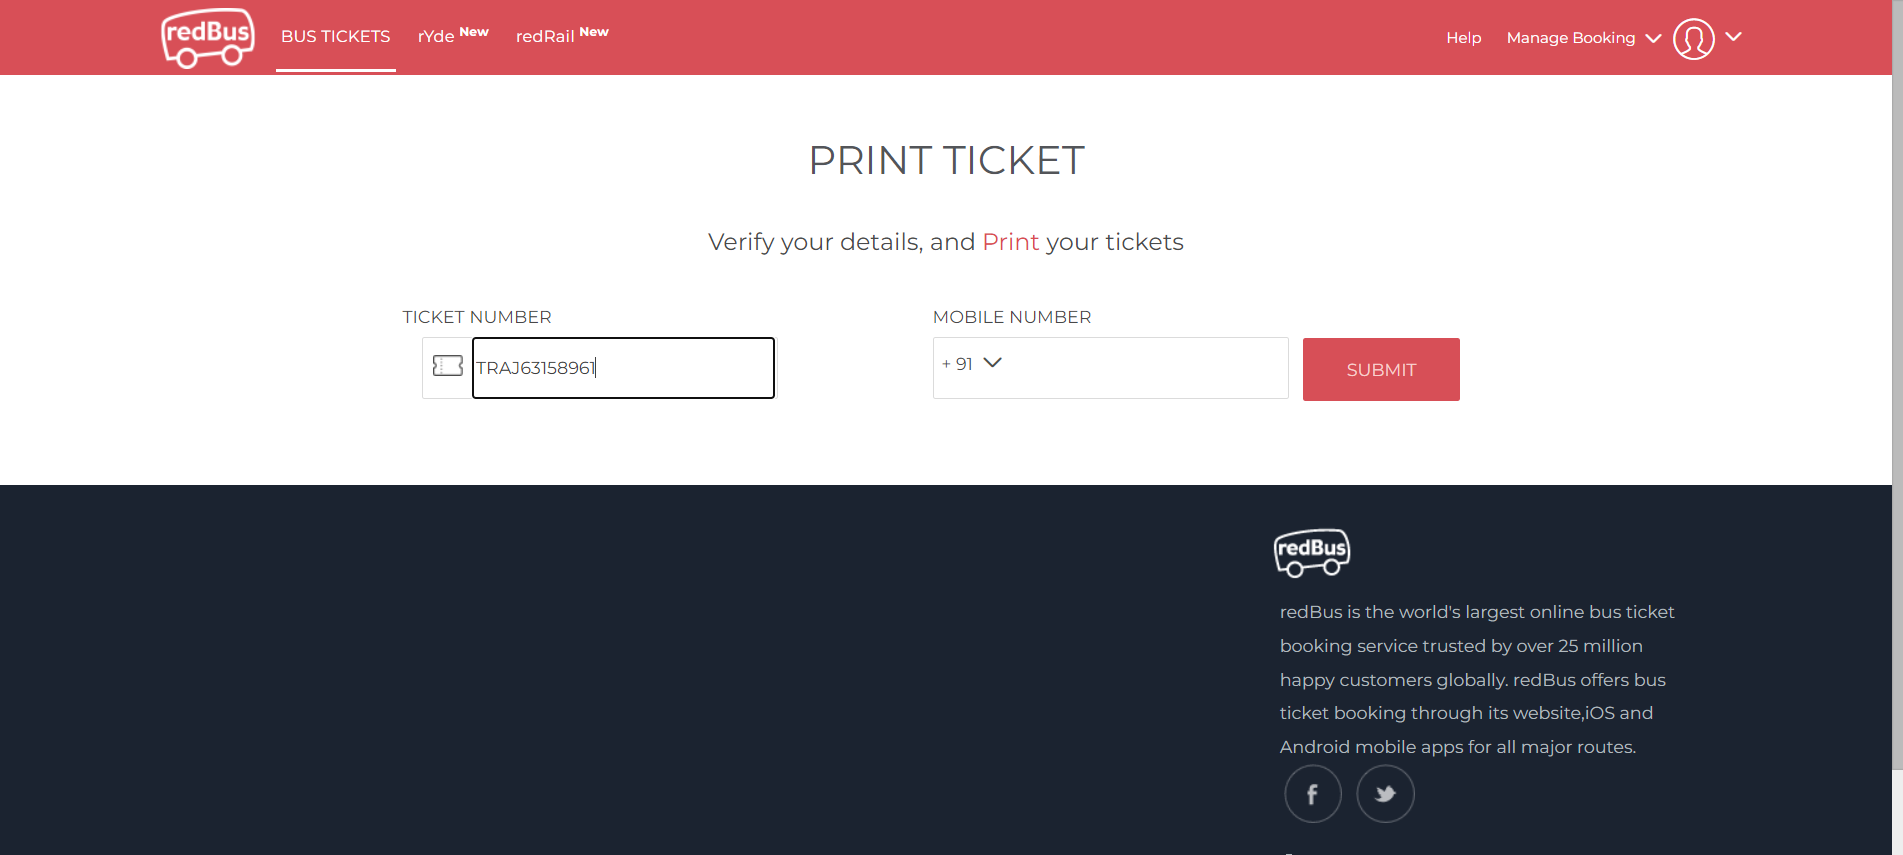 redBus
BUS TICKETS
rYde New
redRail New
Help
Manage Booking
PRINT TICKET
Verify your details, and Print your tickets
TICKET NUMBER
TRAJ63158961
MOBILE NUMBER
+ 91
SUBMIT
redBus
redBus is the world's largest online bus ticket
booking service trusted by over 25 million
happy customers globally. redBus offers bus
ticket booking through its website,iOS and
Android mobile apps for all major routes.